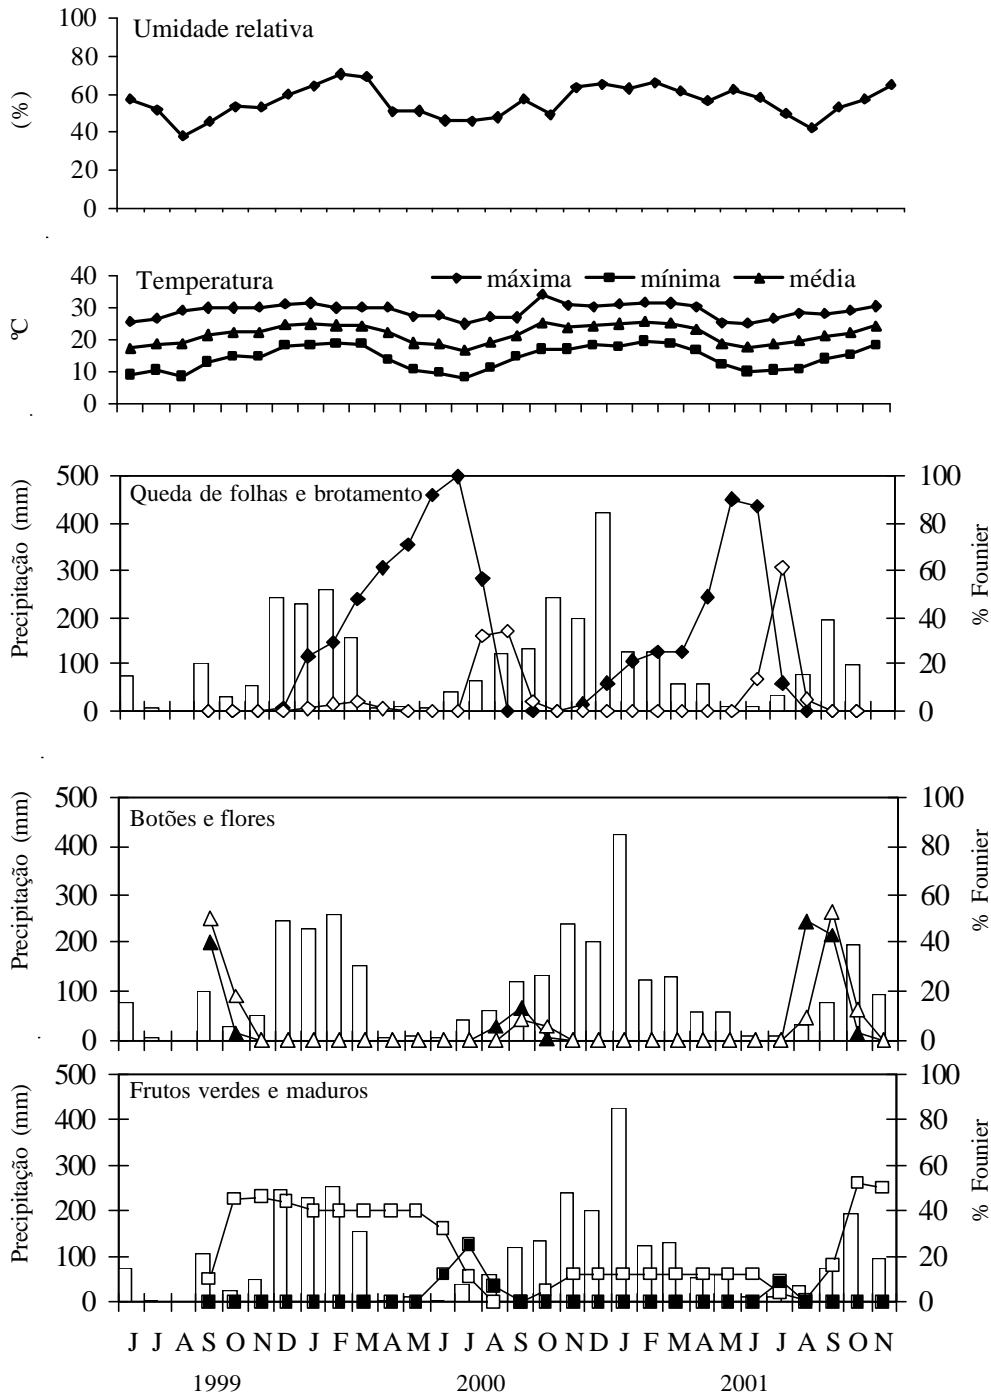 Umidade relativa
100
80
60
40
20
0
(%)
Temperatura
máxima
mínima
média
40
30
20
10
0
ºC
Queda de folhas e brotamento
500
400
300
200
100
0
Precipitação (mm)
100
80
60
40
20
0
% Founier
Botões e flores
500
400
300
200
100
0
Precipitação (mm)
100
80
60
40
20
0
% Founier
Frutos verdes e maduros
500
400
300
200
100
0
Precipitação (mm)
100
80
60
40
20
0
% Founier
J J A S O N D J F M A M J J A S O N D J F M A M J J A S O N
1999 2000 2001